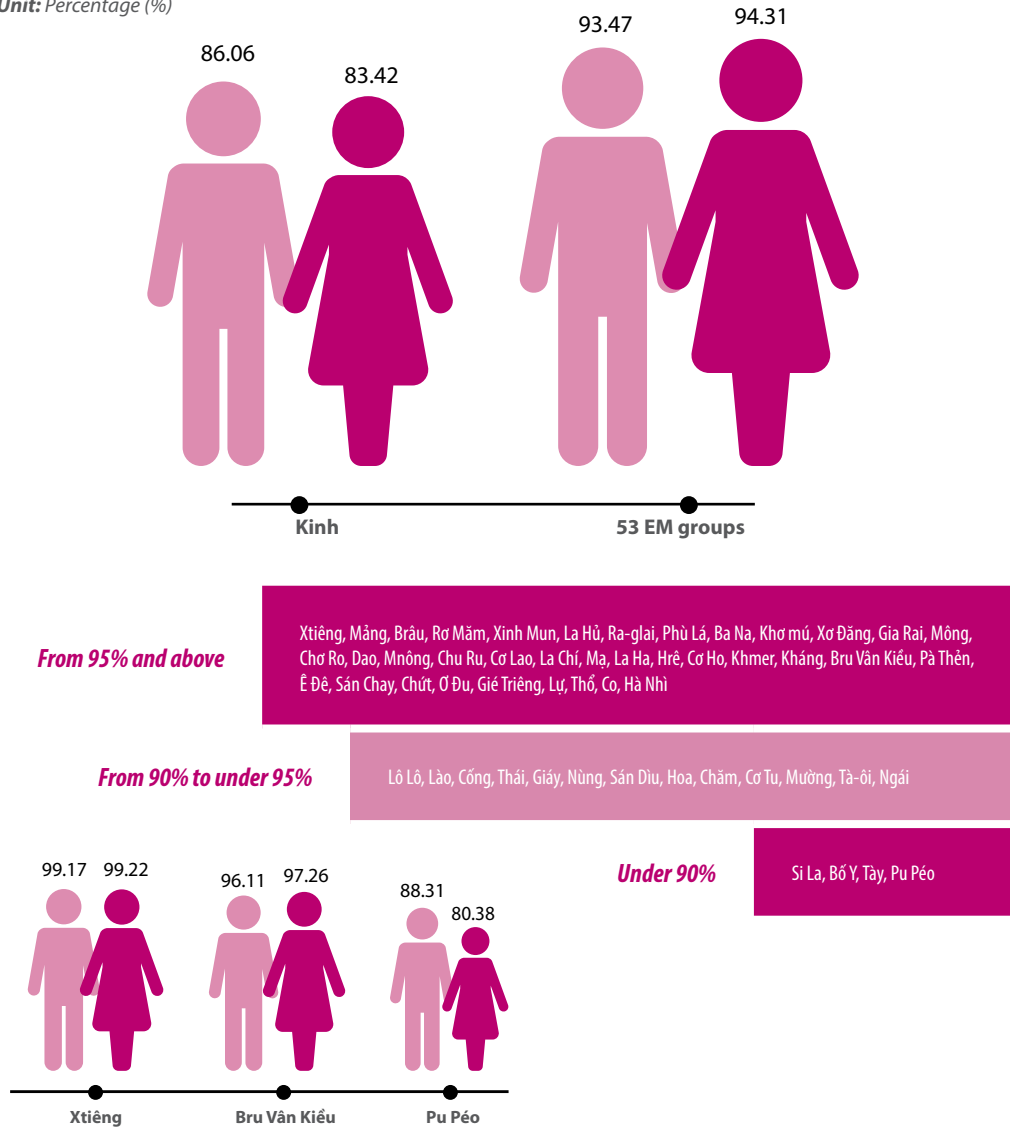 Unit: Percentage (%)
86.06
83.42
93.47
94.31
Kinh
53 EM groups
From 95% and above
Xtiêng, Mảng, Brâu, Rơ Măm, Xinh Mun, La Hủ, Ra-glai, Phù Lá, Ba Na, Khơ mú, Xơ Đăng, Gia Rai, Mông,
Chơ Ro, Dao, Mnông, Chu Ru, Cơ Lao, La Chí, Mạ, La Ha, Hrê, Cơ Ho, Khmer, Kháng, Bru Vân Kiều, Pà Thẻn,
Ê Đê, Sán Chay, Chứt, Ơ Đu, Gié Triêng, Lự, Thổ, Co, Hà Nhì
From 90% to under 95%
Lô Lô, Lào, Cống, Thái, Giáy, Nùng, Sán Dìu, Hoa, Chăm, Cơ Tu, Mường, Tà-ôi, Ngái
Under 90%
Si La, Bố Y, Tày, Pu Péo
99.17
99.22
96.11
97.26
88.31
80.38
Xtiêng
Bru Vân Kiều
Pu Péo